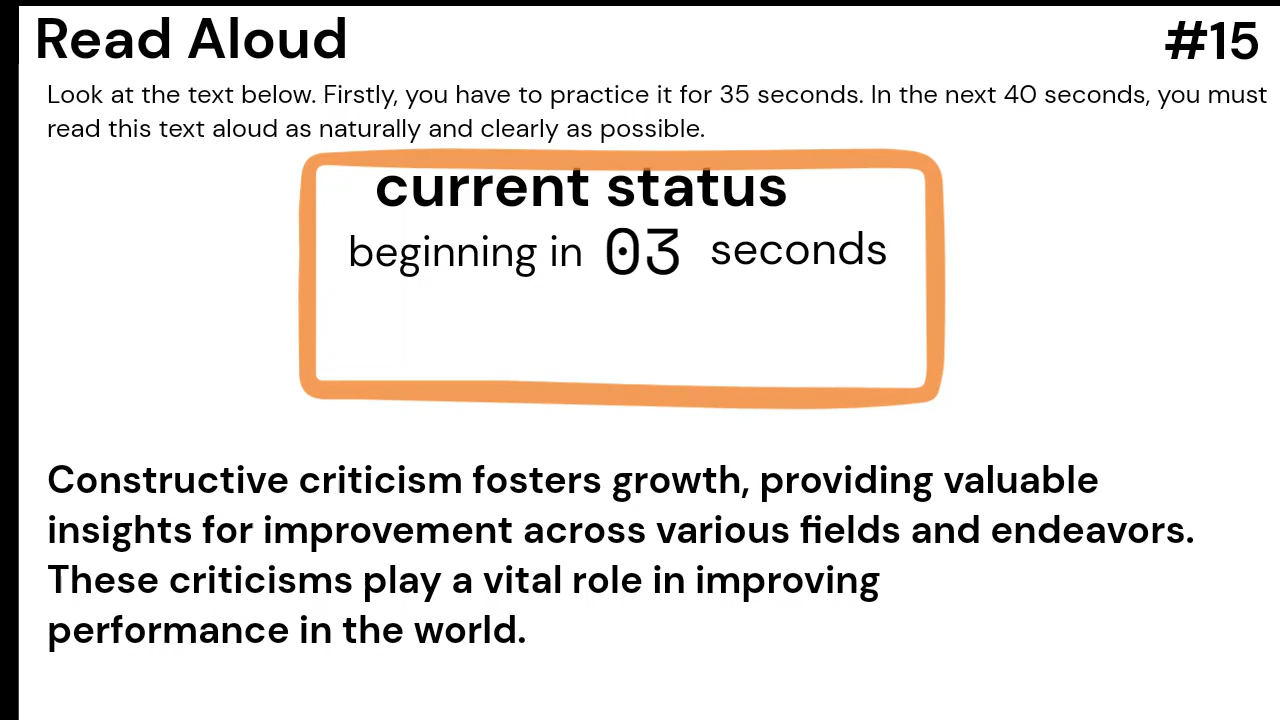 Read Aloud
#15
Look at the text below. Firstly, you have to practice it for 35 seconds. In the next 40 seconds, you must
read this text aloud as naturally and clearly as possible.
current status
beginning in 03 seconds
Constructive criticism fosters growth, providing valuable
insights for improvement across various fields and endeavors.
These criticisms play a vital role in improving
performance in the world.